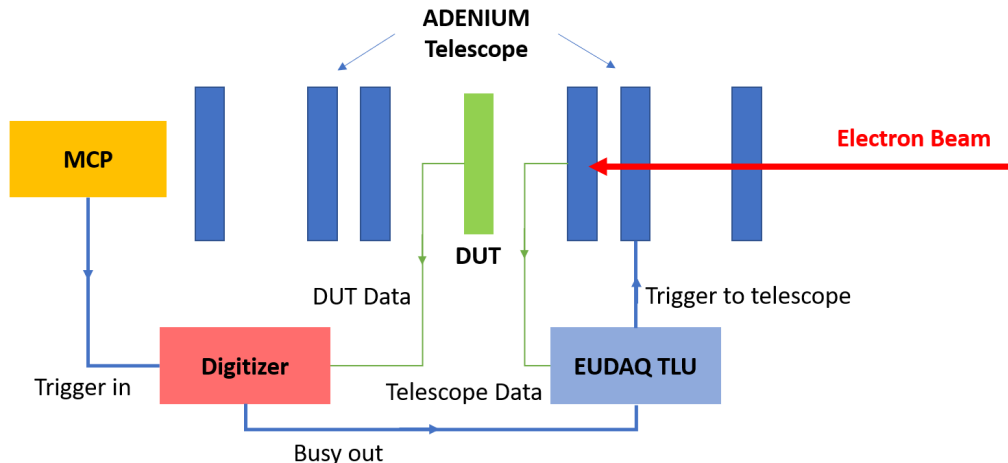 ADENIUM
Telescope
MCP
Electron Beam
DUT
DUT Data
Trigger to telescope
Digitizer
EUDAQ TLU
Trigger in
Telescope Data
Busy out